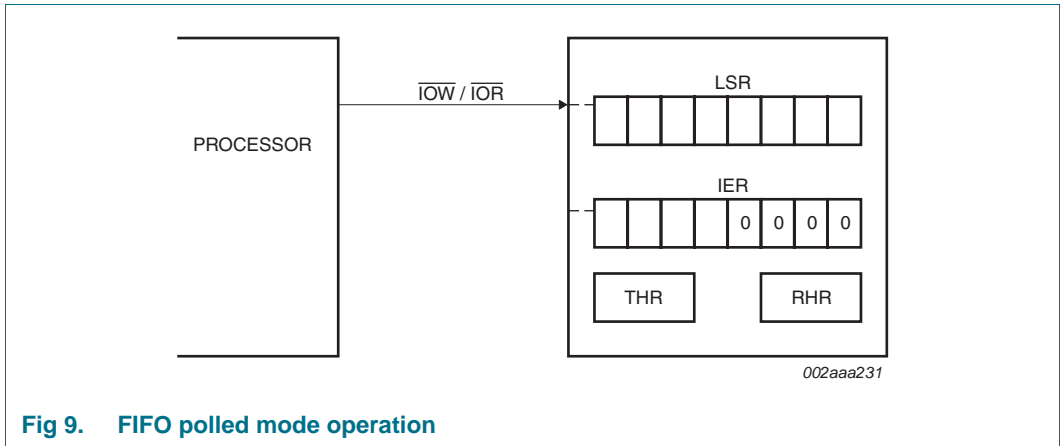 LSR
IOW / IOR
PROCESSOR
IER
0 0 0 0
THR
RHR
002aaa231
Fig 9. FIFO polled mode operation